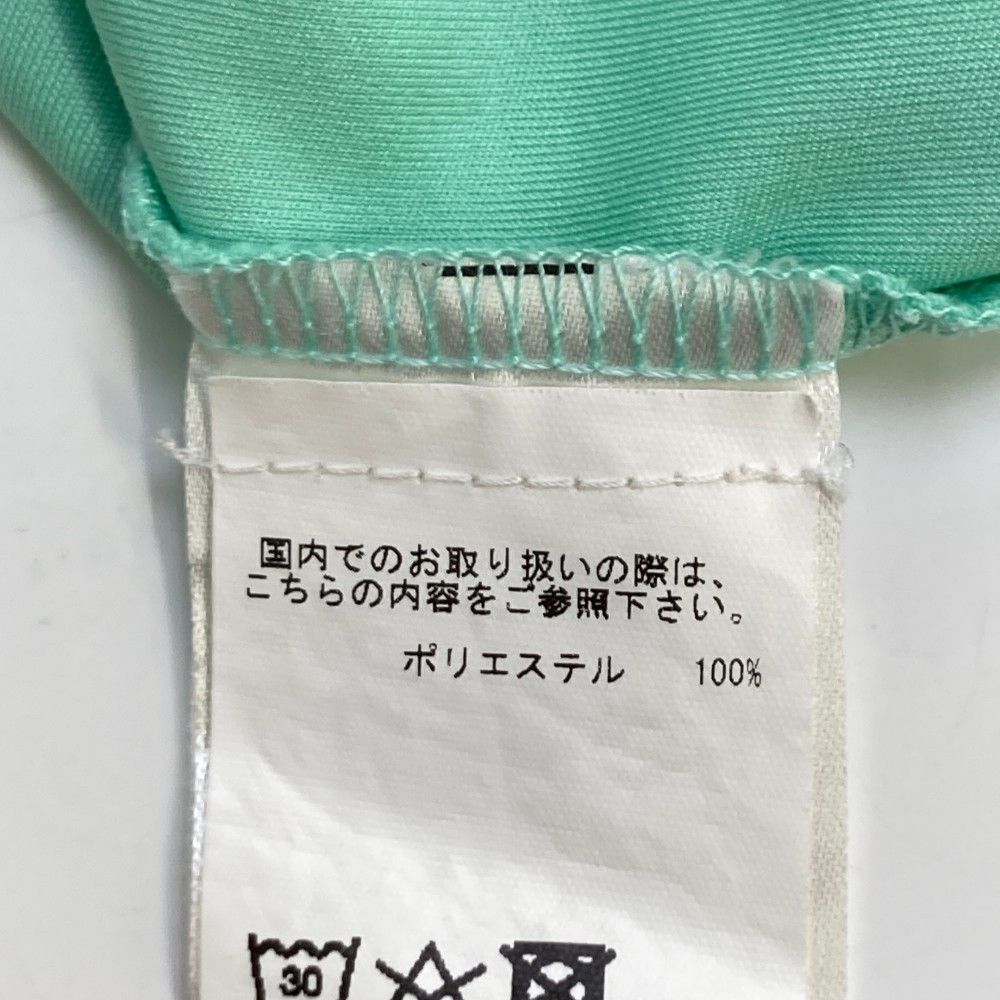 国内でのお取り扱いの際は、
こちらの内容をご参照下さい。
ポリエステル 100%
30